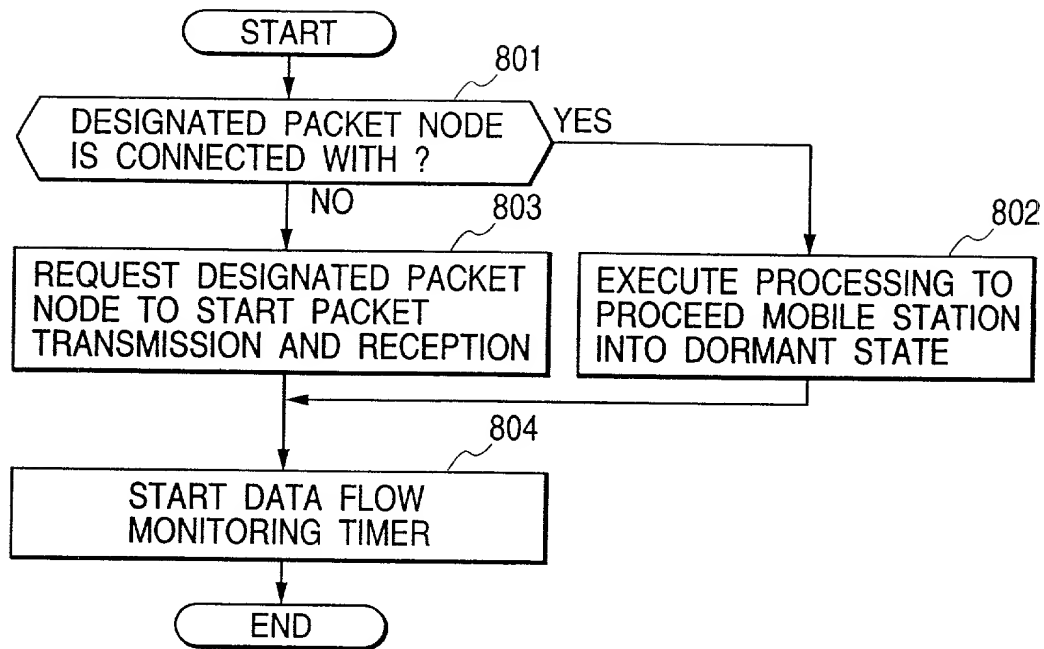 START
801
DESIGNATED PACKET NODE
IS CONNECTED WITH ?
YES
NO
803
REQUEST DESIGNATED PACKET
NODE TO START PACKET
TRANSMISSION AND RECEPTION
802
EXECUTE PROCESSING TO
PROCEED MOBILE STATION
INTO DORMANT STATE
804
START DATA FLOW
MONITORING TIMER
END